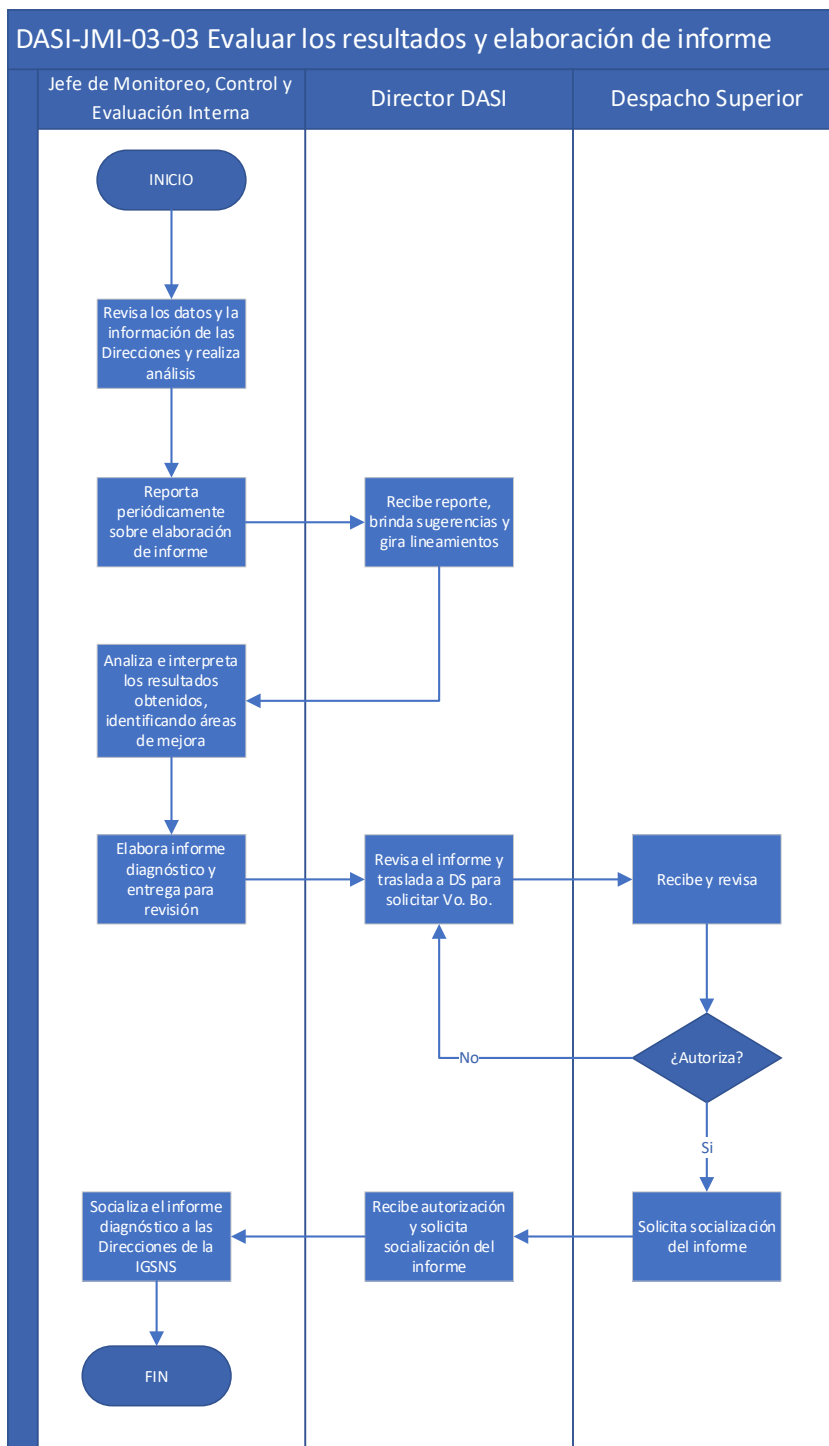 DASI-JMI-03-03 Evaluar los resultados y elaboración de informe
Jefe de Monitoreo, Control y
Evaluación Interna
Director DASI
Despacho Superior
INICIO
Revisa los datos y la
información de las
Direcciones y realiza
análisis
Reporta
periódicamente
sobre elaboración
de informe
Recibe reporte,
brinda sugerencias y
gira lineamientos
Analiza e interpreta
los resultados
obtenidos,
identificando áreas
de mejora
Elabora informe
diagnóstico y
entrega para
revisión
Revisa el informe y
traslada a DS para
solicitar Vo. Bo.
Recibe y revisa
¿Autoriza?
No
Si
Solicita socialización
del informe
Recibe autorización
y solicita
socialización del
informe
Socializa el informe
diagnóstico a las
Direcciones de la
IGSNS
FIN